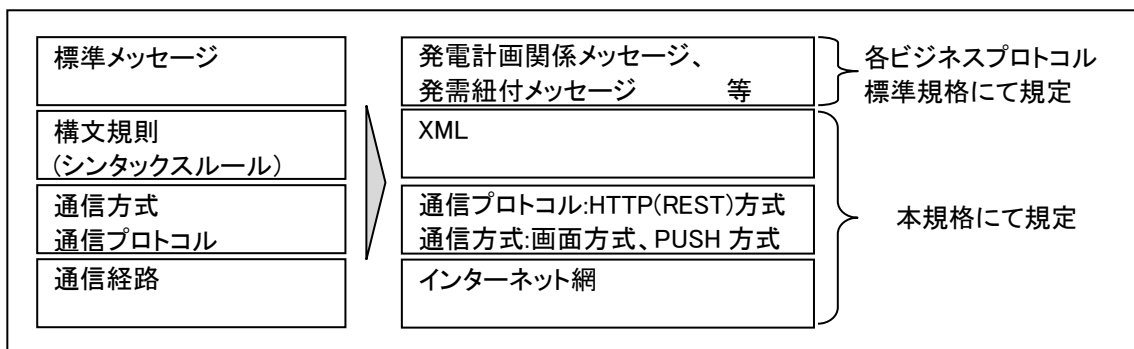 標準メッセージ
発電計画関係メッセージ、
発需紐付メッセージ　　　等
各ビジネスプロトコル
標準規格にて規定
構文規則
(シンタックスルール)
XML
通信方式
通信プロトコル
通信プロトコル:HTTP(REST)方式
通信方式:画面方式、PUSH 方式
本規格にて規定
通信経路
インターネット網